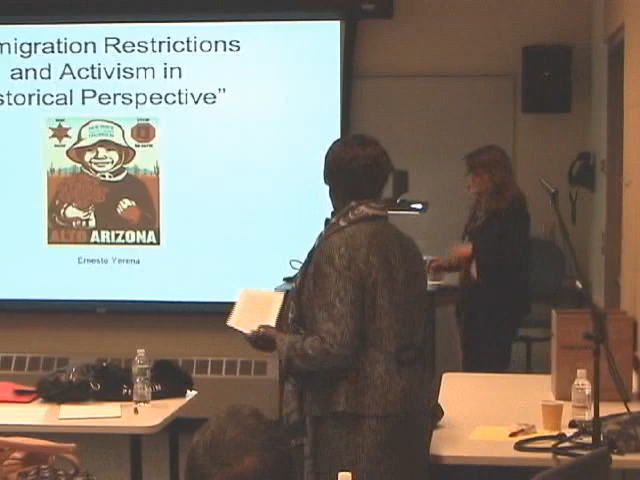 migration Restrictions
and Activism in
storical Perspective"
ALTO ARIZONA
Ernesto Yerena